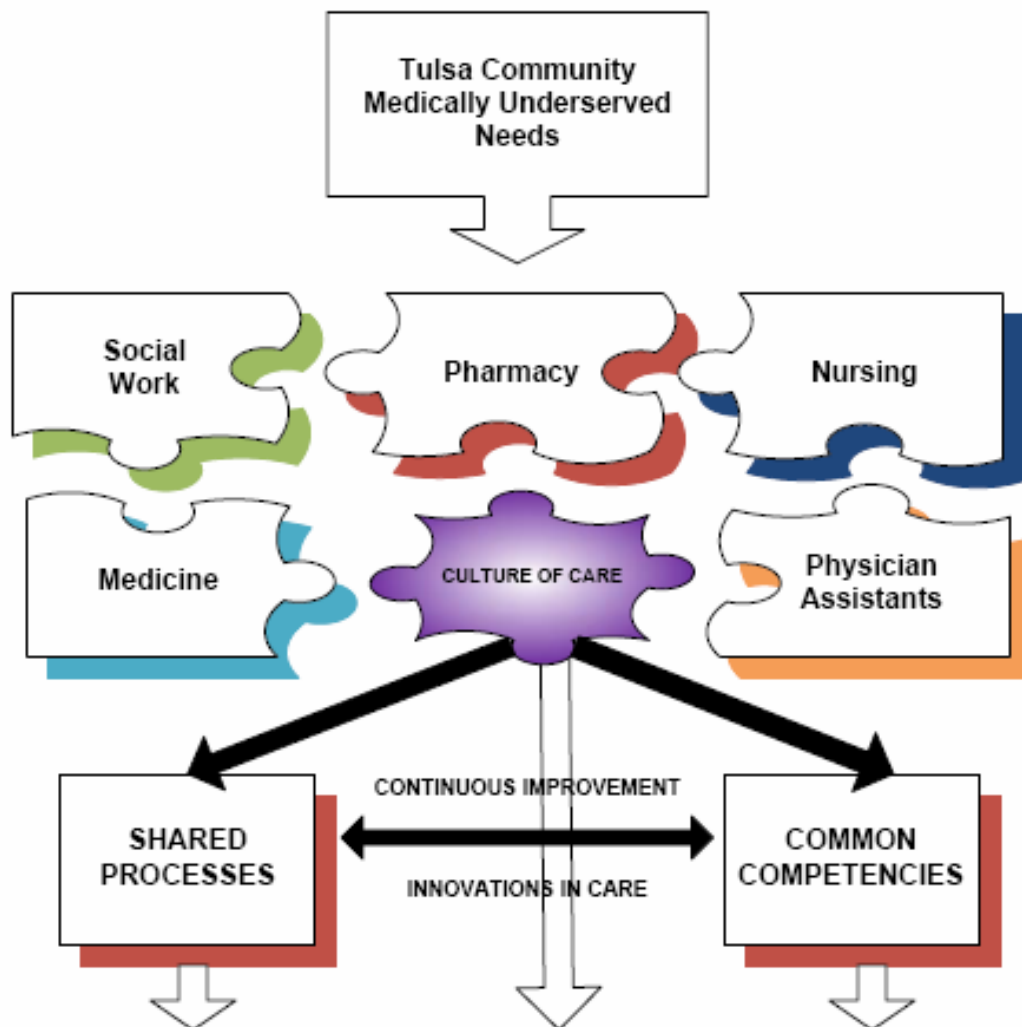 Tulsa Community
Medically Underserved
Needs
Social
Work
Pharmacy
Nursing
Medicine
CULTURE OF CARE
Physician
Assistants
CONTINUOUS IMPROVEMENT
SHARED
PROCESSES
COMMON
COMPETENCIES
INNOVATIONS IN CARE